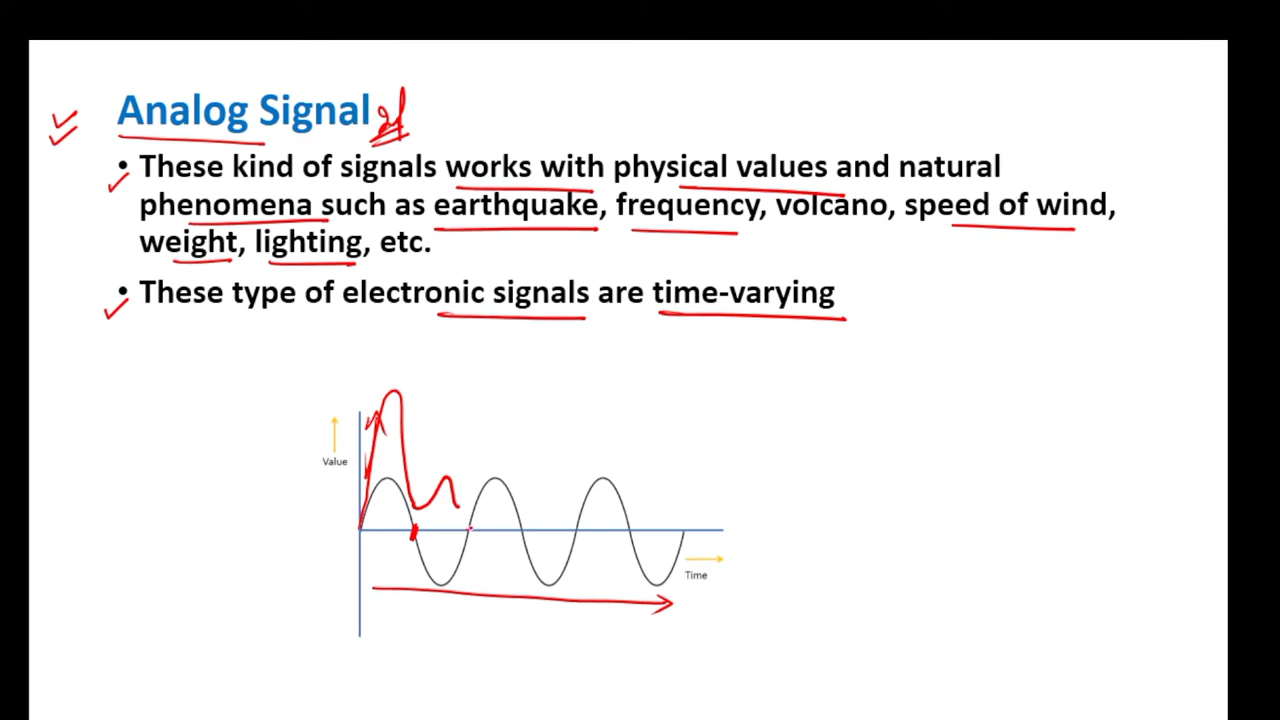 Analog Signal
• These kind of signals works with physical values and natural
phenomena such as earthquake, frequency, volcano, speed of wind,
weight, lighting, etc.
• These type of electronic signals are time-varying
Value
Time